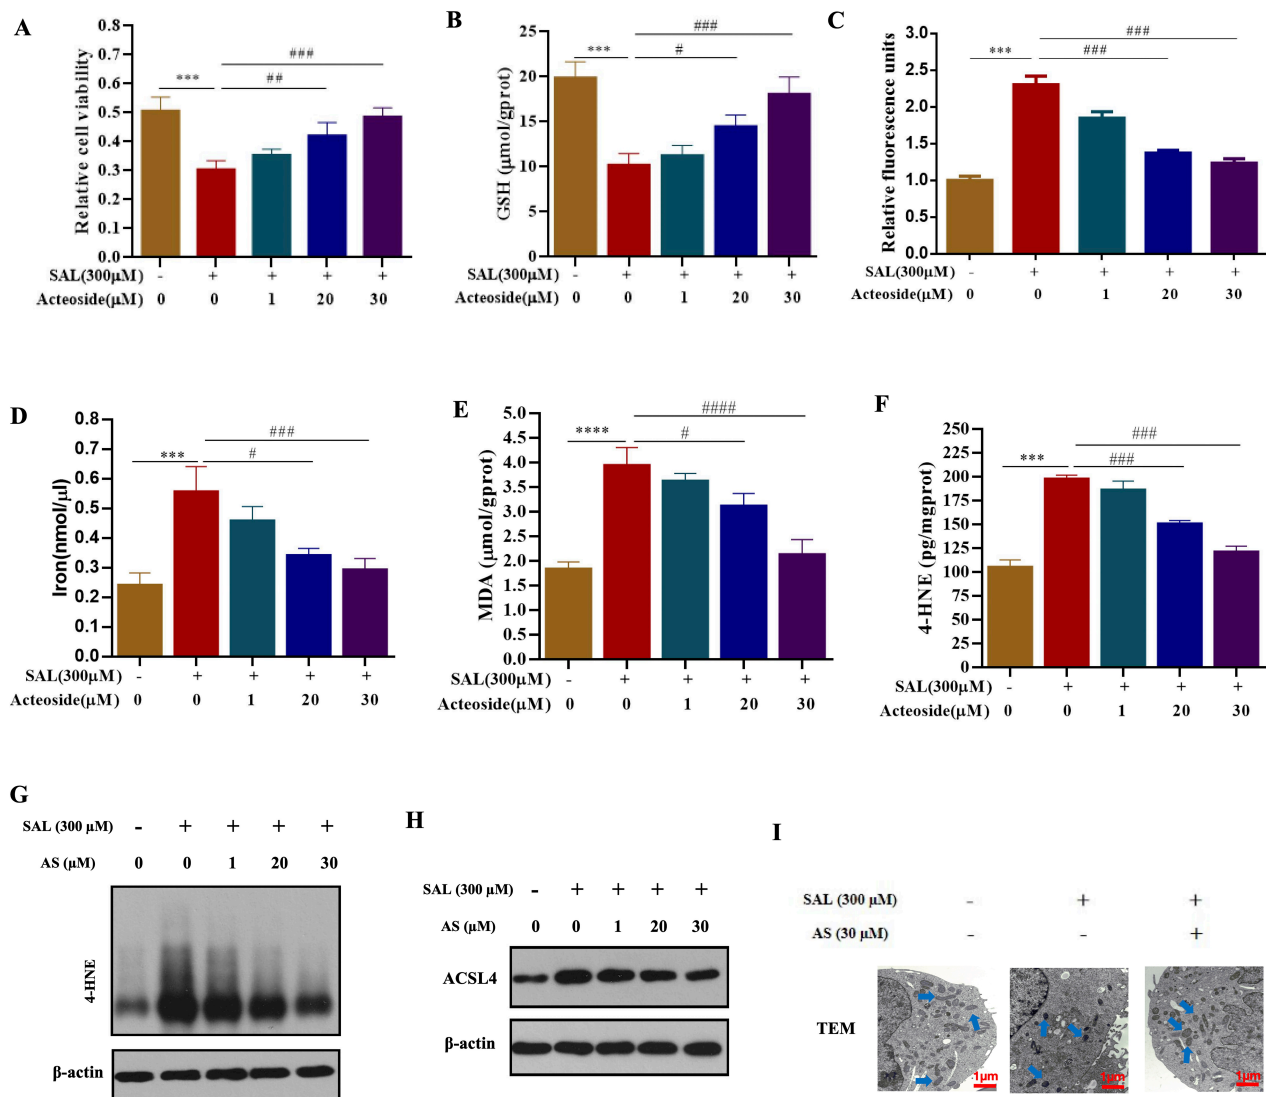 A
Relative cell viability
0.8
0.7
0.6
0.5
0.4
0.3
0.2
0.1
0.0
***
##
###
SAL(300μM) - + + + +
Acteoside(μM) 0 0 1 20 30
B
GSH (μmol/gprot)
25
20
15
10
5
0
***
#
###
SAL(300μM) - + + + +
Acteoside(μM) 0 0 1 20 30
C
Relative fluorescence units
3.0
2.5
2.0
1.5
1.0
0.5
0.0
***
###
###
SAL(300μM) - + + + +
Acteoside(μM) 0 0 1 20 30
D
Iron(nmol/μl)
0.8
0.7
0.6
0.5
0.4
0.3
0.2
0.1
0.0
***
#
###
SAL(300μM) - + + + +
Acteoside(μM) 0 0 1 20 30
E
MDA (μmol/gprot)
5.0
4.5
4.0
3.5
3.0
2.5
2.0
1.5
1.0
0.5
0.0
****
#
####
SAL(300μM) - + + + +
Acteoside(μM) 0 0 1 20 30
F
4-HNE (pg/mgprot)
250
225
200
175
150
125
100
75
50
25
0
***
###
###
SAL(300μM) - + + + +
Acteoside(μM) 0 0 1 20 30
G
SAL (300 μM) - + + + +
AS (μM) 0 0 1 20 30
4-HNE
β-actin
H
SAL (300 μM) - + + + +
AS (μM) 0 0 1 20 30
ACSL4
β-actin
I
SAL (300 μM) - + +
AS (30 μM) - - +
TEM
1μm
1μm
1μm